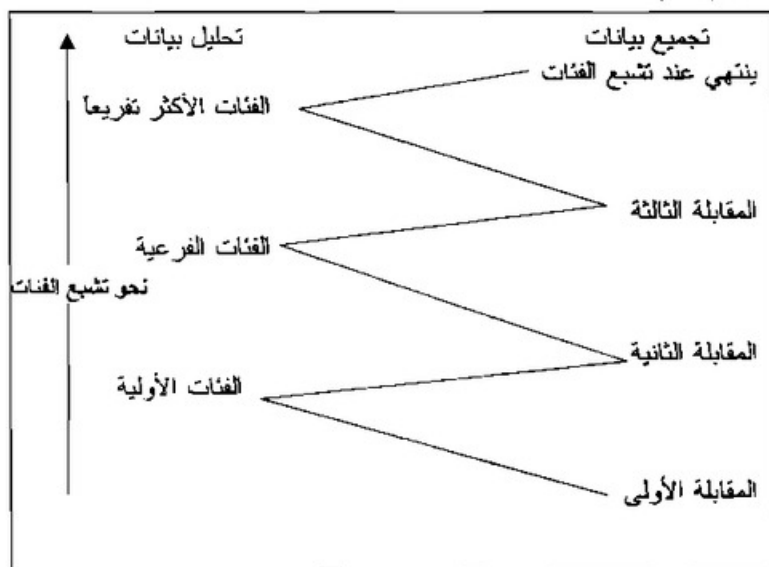 تجميع بيانات
تحليل بيانات
ينتهي عند تشبع الفئات
الفئات الأكثر تفريعاً
المقابلة الثالثة
الفئات الفرعية
نحو تشبع الفئات
المقابلة الثانية
الفئات الأولية
المقابلة الأولى